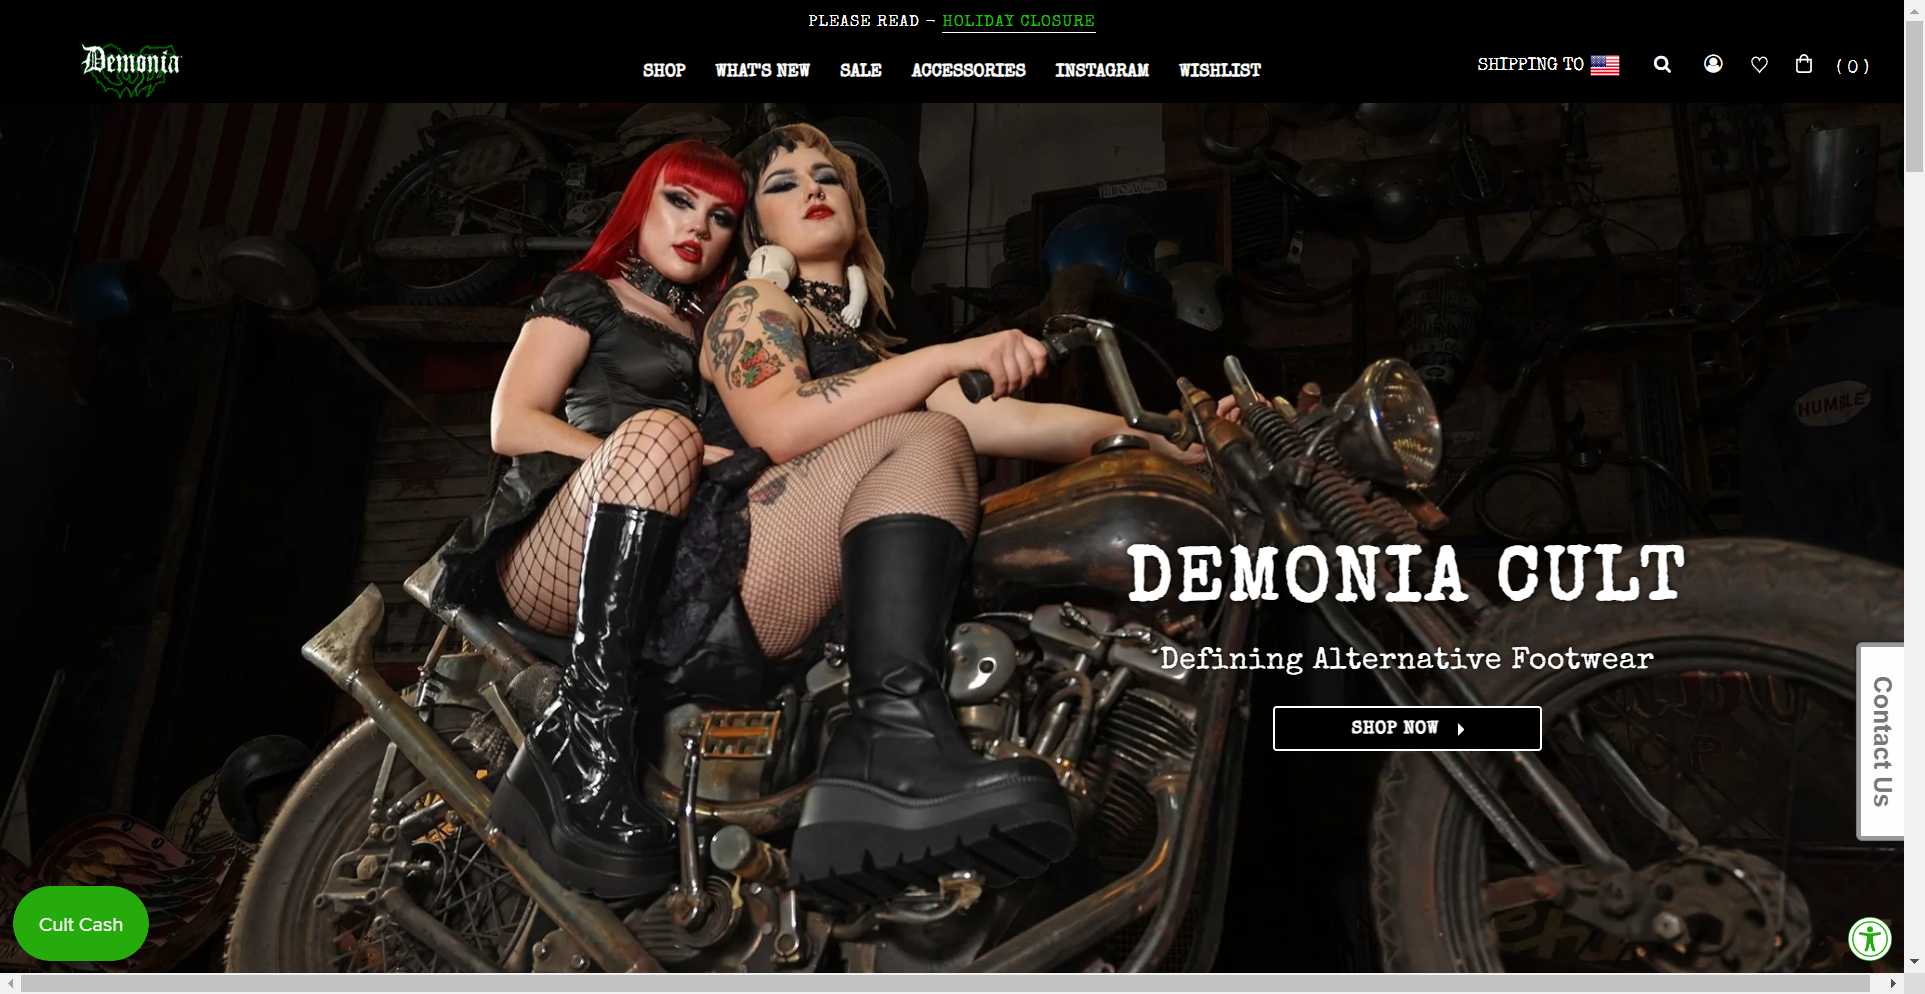 PLEASE READ – HOLIDAY CLOSURE
Demonia
SHOP WHAT'S NEW SALE ACCESSORIES INSTAGRAM WISHLIST
SHIPPING TO
( 0 )
HUMBLE
DEMONIA CULT
Defining Alternative Footwear
SHOP NOW
Contact Us
Cult Cash